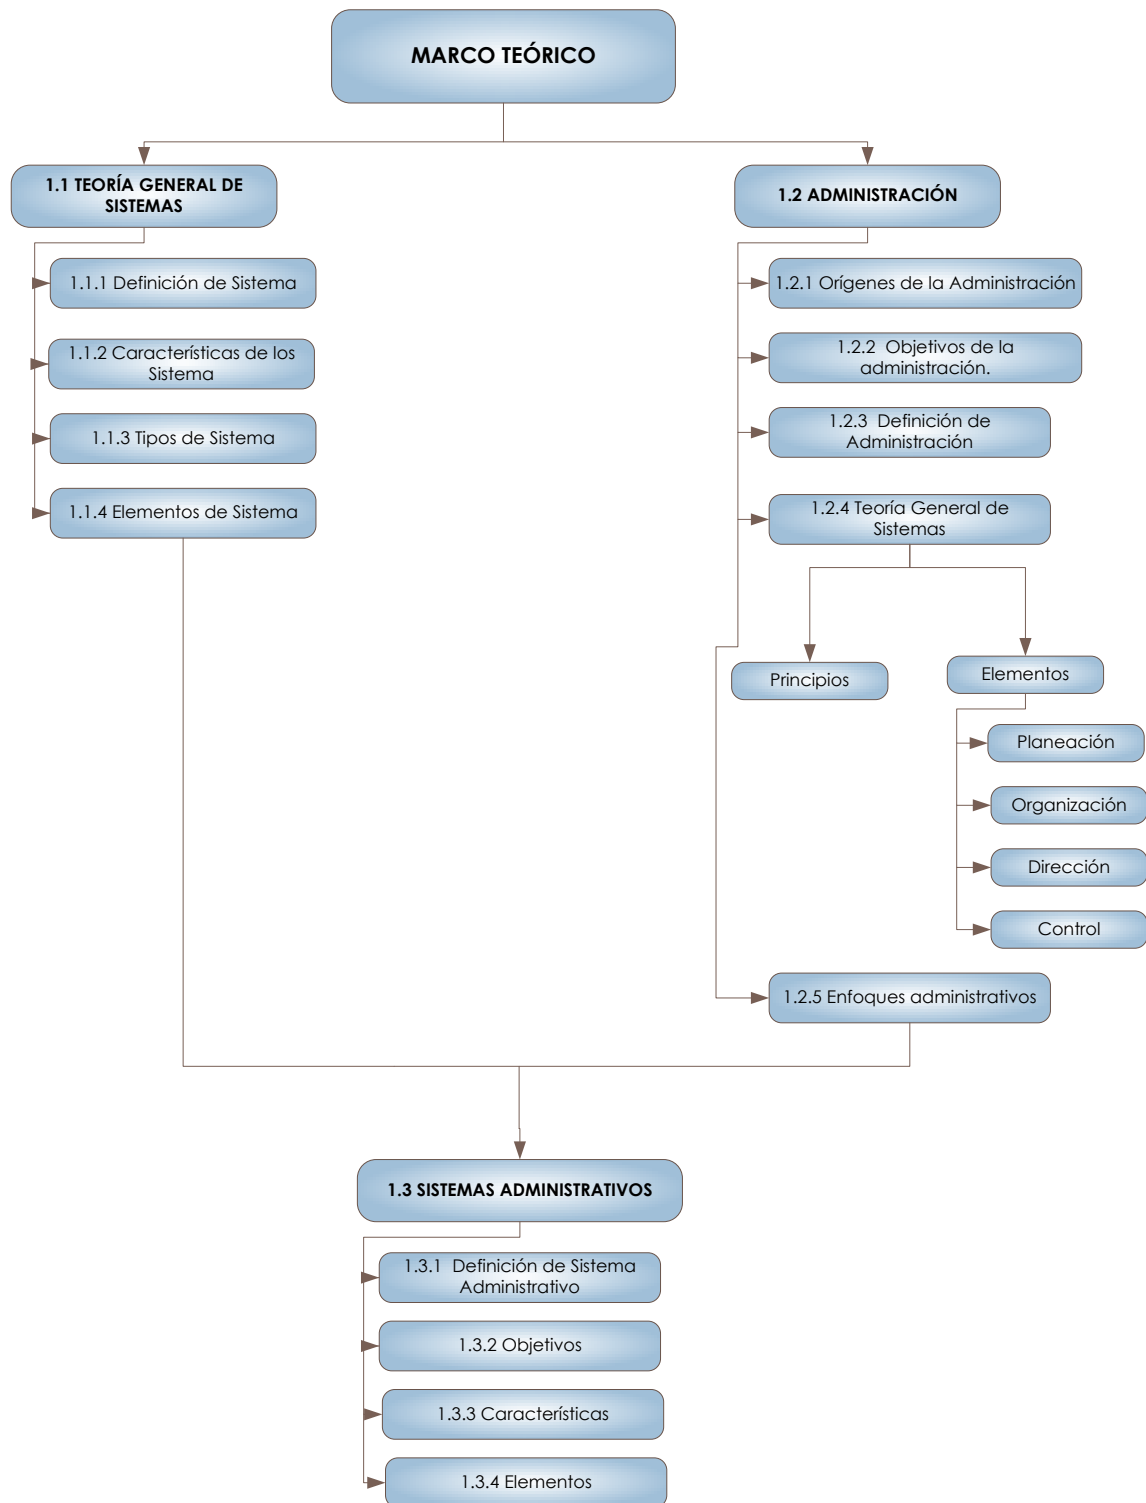 MARCO TEÓRICO
1.1 TEORÍA GENERAL DE
SISTEMAS
1.1.1 Definición de Sistema
1.1.2 Características de los
Sistema
1.1.3 Tipos de Sistema
1.1.4 Elementos de Sistema
1.2 ADMINISTRACIÓN
1.2.1 Orígenes de la Administración
1.2.2 Objetivos de la
administración.
1.2.3 Definición de
Administración
1.2.4 Teoría General de
Sistemas
Principios
Elementos
Planeación
Organización
Dirección
Control
1.2.5 Enfoques administrativos
1.3 SISTEMAS ADMINISTRATIVOS
1.3.1 Definición de Sistema
Administrativo
1.3.2 Objetivos
1.3.3 Características
1.3.4 Elementos